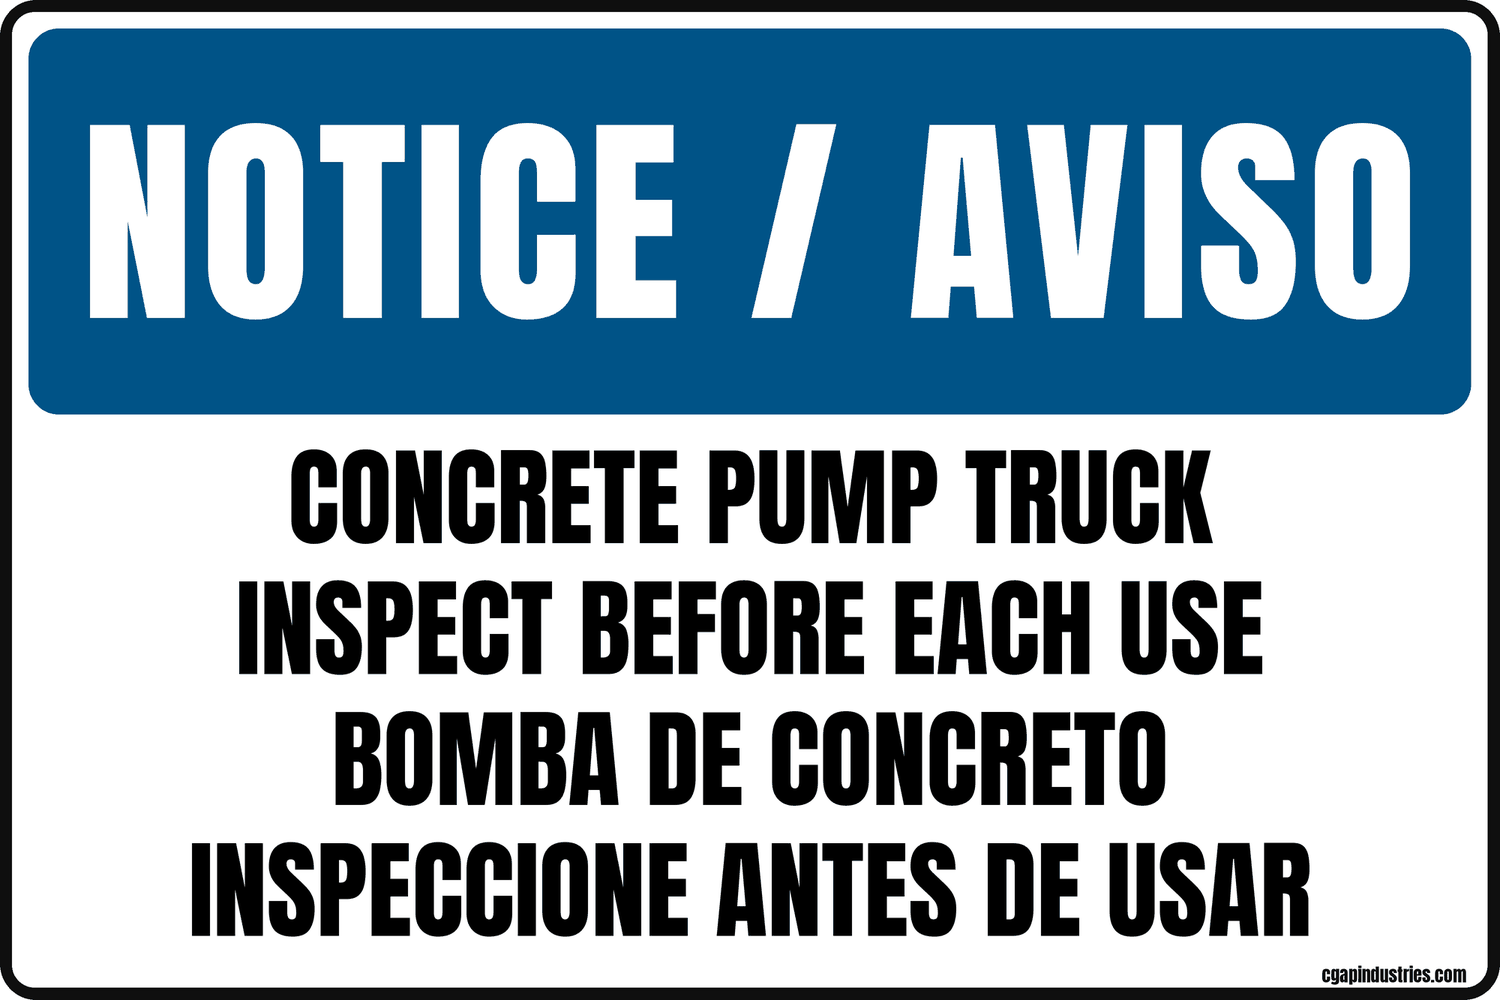 NOTICE / AVISO
CONCRETE PUMP TRUCK
INSPECT BEFORE EACH USE
BOMBA DE CONCRETO
INSPECCIONE ANTES DE USAR
cgapindustries.com